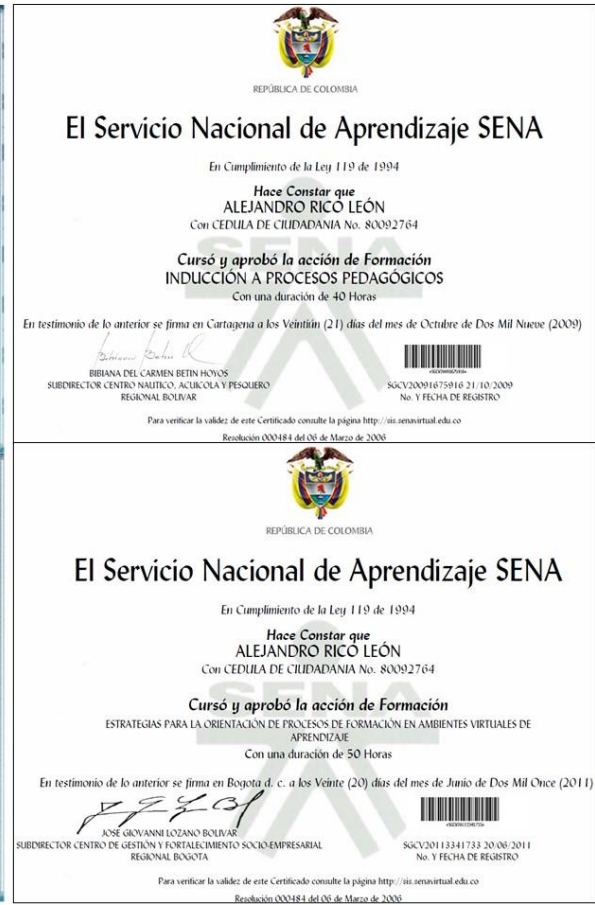 REPÚBLICA DE COLOMBIA
El Servicio Nacional de Aprendizaje SENA
En Cumplimiento de la Ley 119 de 1994
Hace Constar que
ALEJANDRO RICO LEÓN
Con CEDULA DE CIUDADANIA No. 80092764
SENA
Cursó y aprobó la acción de Formación
INDUCCIÓN A PROCESOS PEDAGÓGICOS
Con una duración de 40 Horas
En testimonio de lo anterior se firma en Cartagena a los Veintiún (21) días del mes de Octubre de Dos Mil Nueve (2009)
BIBIANA DEL CARMEN BETIN HOYOS
SUBDIRECTOR CENTRO NAUTICO, ACUICOLA Y PESQUERO
REGIONAL BOLIVAR
SGCV20091675916 21/10/2009
No. Y FECHA DE REGISTRO
Para verificar la validez de este Certificado consulte la página http://sis.senavirtual.edu.co
Resolución 000484 del 06 de Marzo de 2006
REPÚBLICA DE COLOMBIA
El Servicio Nacional de Aprendizaje SENA
En Cumplimiento de la Ley 119 de 1994
Hace Constar que
ALEJANDRO RICO LEÓN
Con CEDULA DE CIUDADANIA No. 80092764
SENA
Cursó y aprobó la acción de Formación
ESTRATEGIAS PARA LA ORIENTACIÓN DE PROCESOS DE FORMACIÓN EN AMBIENTES VIRTUALES DE
APRENDIZAJE
Con una duración de 50 Horas
En testimonio de lo anterior se firma en Bogota d. c. a los Veinte (20) días del mes de Junio de Dos Mil Once (2011)
JOSE GIOVANNI LOZANO BOLIVAR
SUBDIRECTOR CENTRO DE GESTIÓN Y FORTALECIMIENTO SOCIO-EMPRESARIAL
REGIONAL BOGOTA
SGCV20113341733 20/06/2011
No. Y FECHA DE REGISTRO
Para verificar la validez de este Certificado consulte la página http://sis.senavirtual.edu.co
Resolución 000484 del 06 de Marzo de 2006